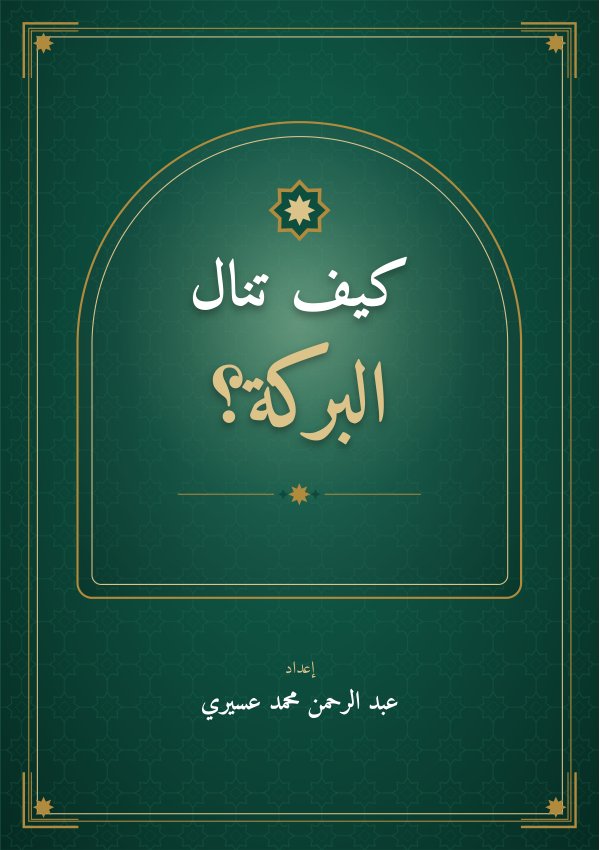 كيف تنال
البركة؟
إعداد
عبد الرحمن محمد عسيري